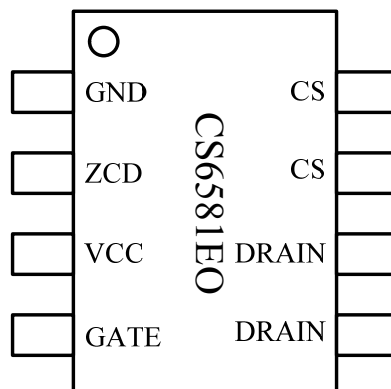 GND CS
ZCD CS
CS6581EO
VCC DRAIN
GATE DRAIN